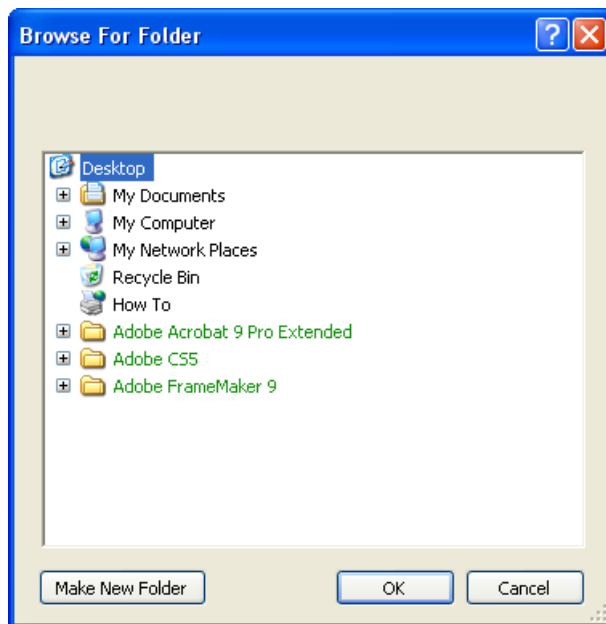 Browse For Folder
Desktop
My Documents
My Computer
My Network Places
Recycle Bin
How To
Adobe Acrobat 9 Pro Extended
Adobe CS5
Adobe FrameMaker 9
Make New Folder
OK
Cancel